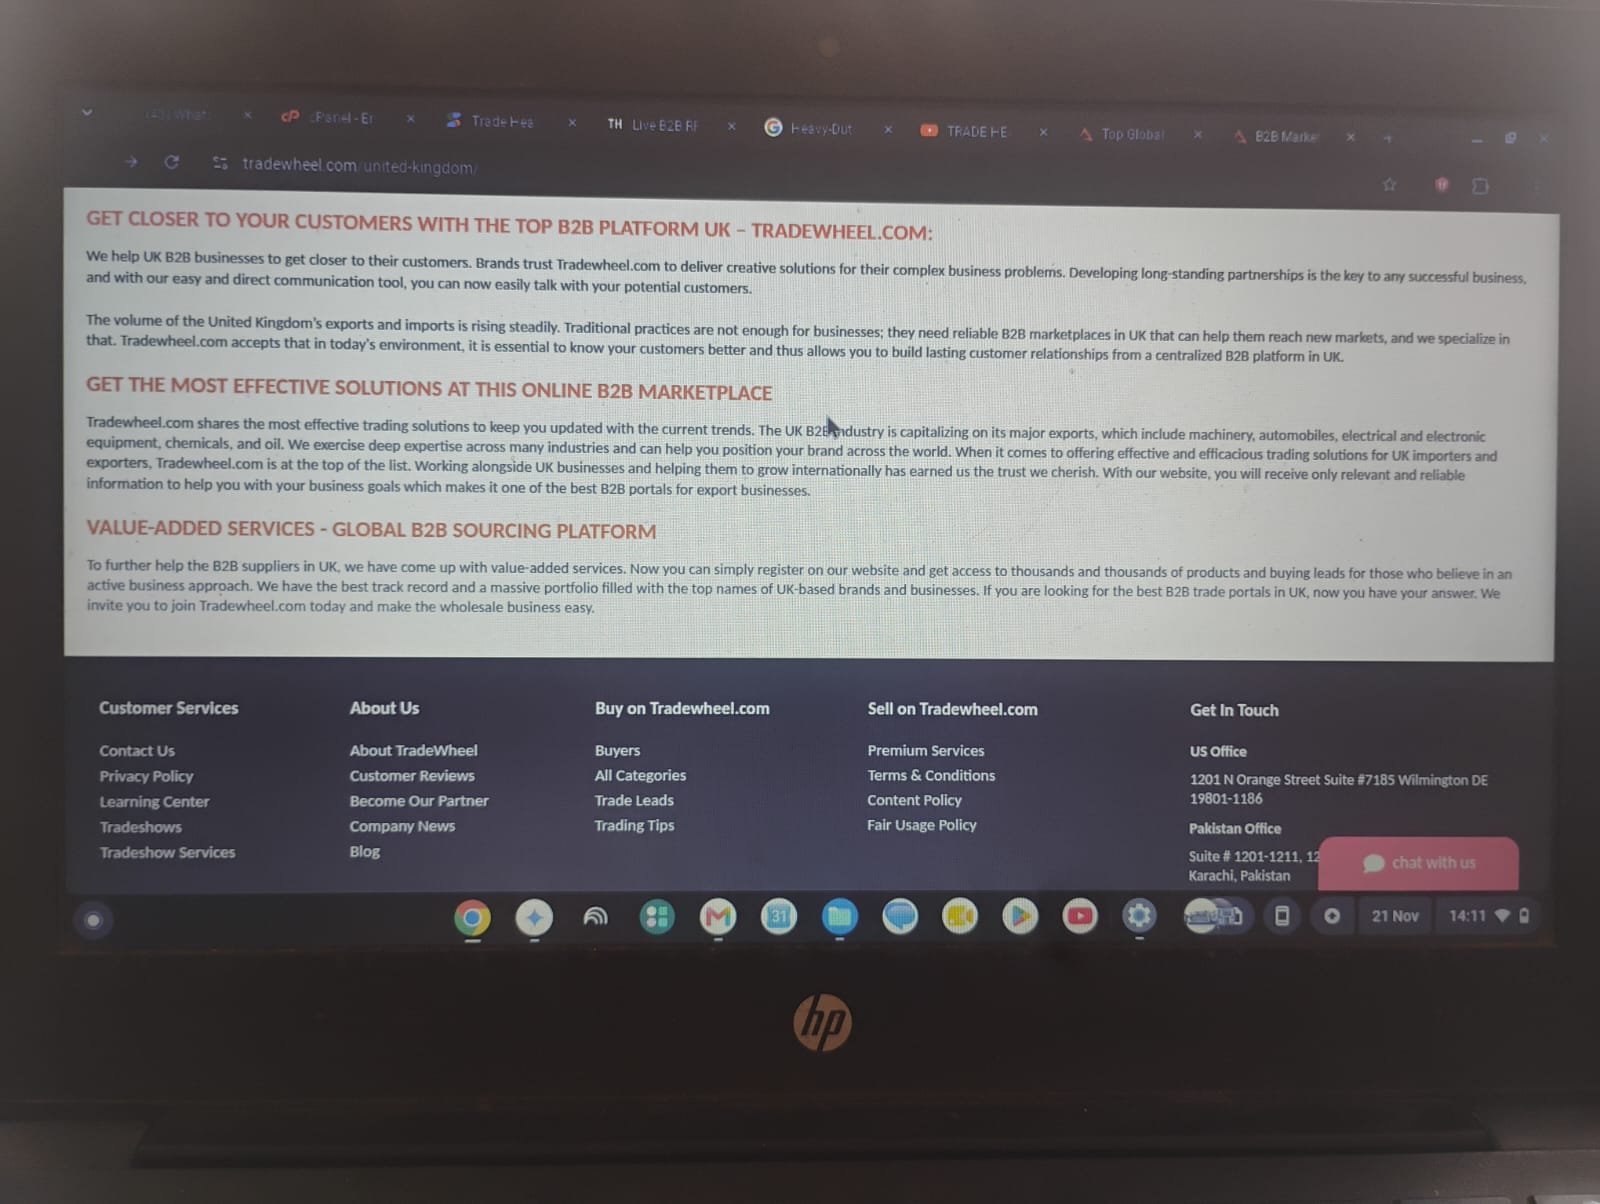 cPanel - Er
Trade Hea
TH Live B2B RF
Heavy-Dut
TRADE HE
Top Global
B2B Marke
tradewheel.com/united-kingdom/
GET CLOSER TO YOUR CUSTOMERS WITH THE TOP B2B PLATFORM UK – TRADEWHEEL.COM:
We help UK B2B businesses to get closer to their customers. Brands trust Tradewheel.com to deliver creative solutions for their complex business problems. Developing long-standing partnerships is the key to any successful business,
and with our easy and direct communication tool, you can now easily talk with your potential customers.
The volume of the United Kingdom's exports and imports is rising steadily. Traditional practices are not enough for businesses; they need reliable B2B marketplaces in UK that can help them reach new markets, and we specialize in
that. Tradewheel.com accepts that in today's environment, it is essential to know your customers better and thus allows you to build lasting customer relationships from a centralized B2B platform in UK.
GET THE MOST EFFECTIVE SOLUTIONS AT THIS ONLINE B2B MARKETPLACE
Tradewheel.com shares the most effective trading solutions to keep you updated with the current trends. The UK B2B industry is capitalizing on its major exports, which include machinery, automobiles, electrical and electronic
equipment, chemicals, and oil. We exercise deep expertise across many industries and can help you position your brand across the world. When it comes to offering effective and efficacious trading solutions for UK importers and
exporters, Tradewheel.com is at the top of the list. Working alongside UK businesses and helping them to grow internationally has earned us the trust we cherish. With our website, you will receive only relevant and reliable
information to help you with your business goals which makes it one of the best B2B portals for export businesses.
VALUE-ADDED SERVICES - GLOBAL B2B SOURCING PLATFORM
To further help the B2B suppliers in UK, we have come up with value-added services. Now you can simply register on our website and get access to thousands and thousands of products and buying leads for those who believe in an
active business approach. We have the best track record and a massive portfolio filled with the top names of UK-based brands and businesses. If you are looking for the best B2B trade portals in UK, now you have your answer. We
invite you to join Tradewheel.com today and make the wholesale business easy.
Customer Services
Contact Us
Privacy Policy
Learning Center
Tradeshows
Tradeshow Services
About Us
About TradeWheel
Customer Reviews
Become Our Partner
Company News
Blog
Buy on Tradewheel.com
Buyers
All Categories
Trade Leads
Trading Tips
Sell on Tradewheel.com
Premium Services
Terms & Conditions
Content Policy
Fair Usage Policy
Get In Touch
US Office
1201 N Orange Street Suite #7185 Wilmington DE
19801-1186
Pakistan Office
Suite # 1201-1211, 12
Karachi, Pakistan
chat with us
31
21 Nov
14:11
hp